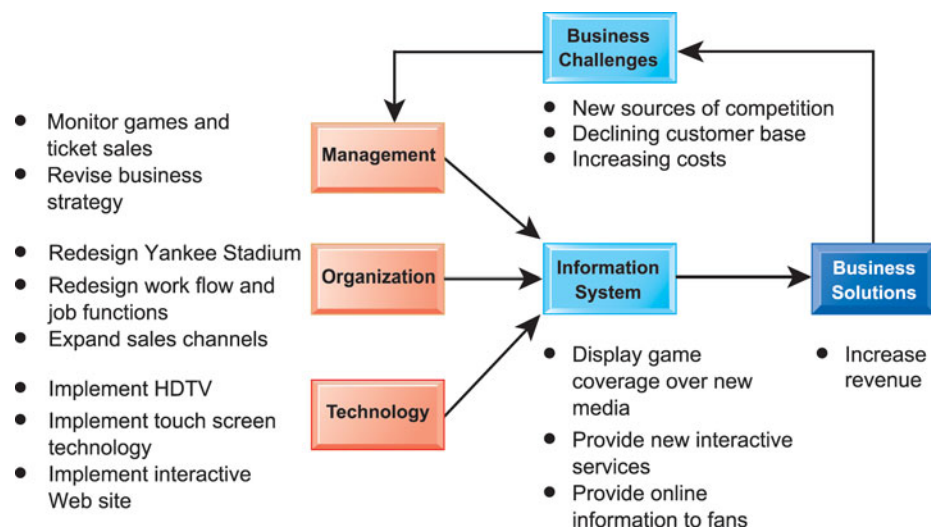 Business
Challenges
● New sources of competition
● Declining customer base
● Increasing costs
● Monitor games and
ticket sales
● Revise business
strategy
Management
● Redesign Yankee Stadium
● Redesign work flow and
job functions
● Expand sales channels
Organization
Information
System
Business
Solutions
● Implement HDTV
● Implement touch screen
technology
● Implement interactive
Web site
Technology
● Display game
coverage over new
media
● Provide new interactive
services
● Provide online
information to fans
● Increase
revenue